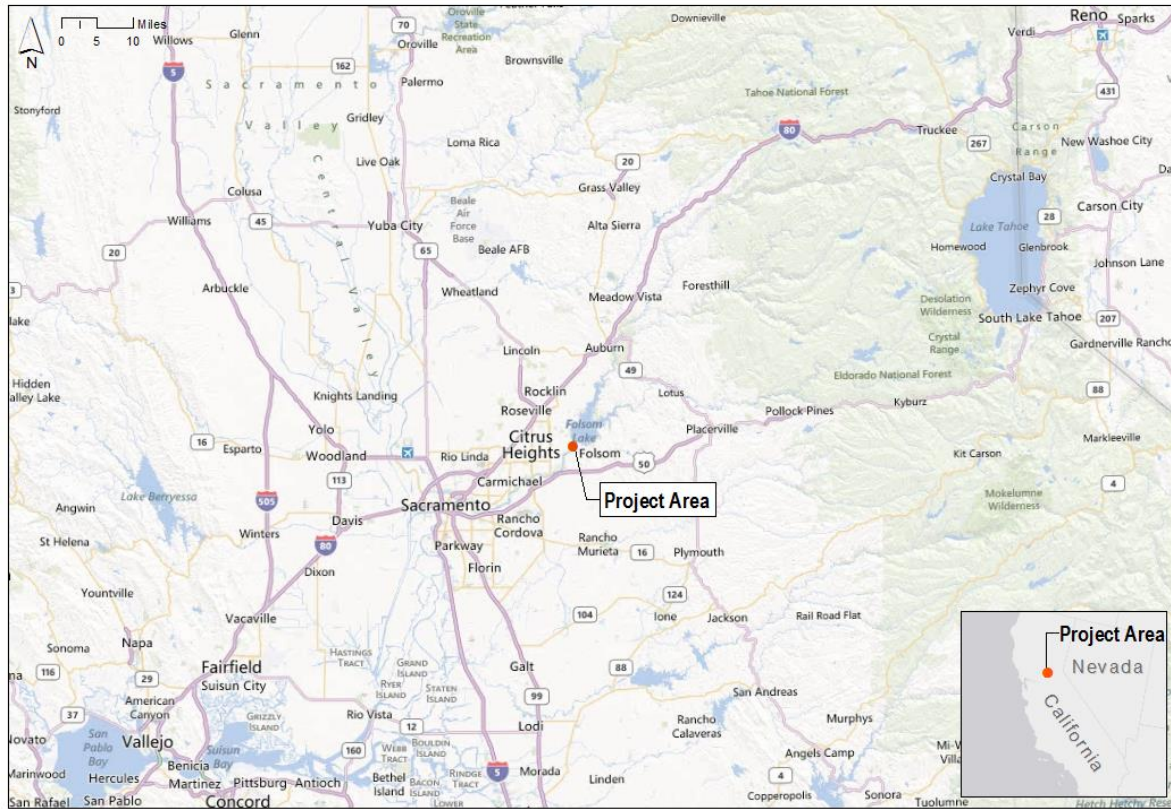 Miles
0 5 10
N
Willows
Glenn
70
Oroville
State
Recreation
Area
Downieville
Reno
Sparks
Verdi
Oroville
Brownsville
5
162
Palermo
Sacramento
Tahoe National Forest
431
Stonyford
Gridley
Valley
80
Truckee
Carson
Range
267
New Washoe City
Loma Rica
Live Oak
20
Central Valley
Crystal Bay
Colusa
Grass Valley
Beale
Air
Force
Base
Williams
45
Yuba City
Alta Sierra
28
Carson City
Lake Tahoe
20
65
Beale AFB
Homewood
Glenbrook
Johnson Lane
Arbuckle
Wheatland
Meadow Vista
Foresthill
Zephyr Cove
Desolation
Wilderness
South Lake Tahoe
207
Lincoln
Auburn
Crystal
Range
Gardnerville Rancho
49
Eldorado National Forest
Hidden
alley Lake
Knights Landing
Rocklin
Lotus
Kyburz
88
Roseville
Pollock Pines
Folsom
Lake
Yolo
Citrus
Heights
Placerville
Markleeville
16
Esparto
Woodland
Rio Linda
Folsom
50
Kit Carson
113
Carmichael
4
Project Area
Lake Berryessa
505
Sacramento
Mokelumne
Wilderness
Angwin
Davis
Rancho
Cordova
Winters
St Helena
80
Parkway
Rancho
Murieta
16
Plymouth
Dixon
Florin
Yountville
124
Vacaville
104
Ione
Jackson
Rail Road Flat
Napa
Sonoma
Hastings
Tract
Grand
Island
Galt
88
116
29
Fairfield
Suisun City
Ryer
Island
Staten
Island
American
Canyon
99
San Andreas
37
Grizzly
Island
Rio Vista
12
Lodi
Rancho
Calaveras
Murphys
Novato
San
Pablo
Bay
Vallejo
Suisun
Bay
160
Webb
Tract
Bouldin
Island
Angels Camp
Benicia
Marinwood
Hercules
Martinez
Pittsburg
Antioch
Bethel
Island
Bacon
Island
Rindge
Tract
5
Morada
Linden
4
San Rafael
San Pablo
Concord
Lower
Copperopolis
Sonora
Tuolumne
Project Area
Nevada
California